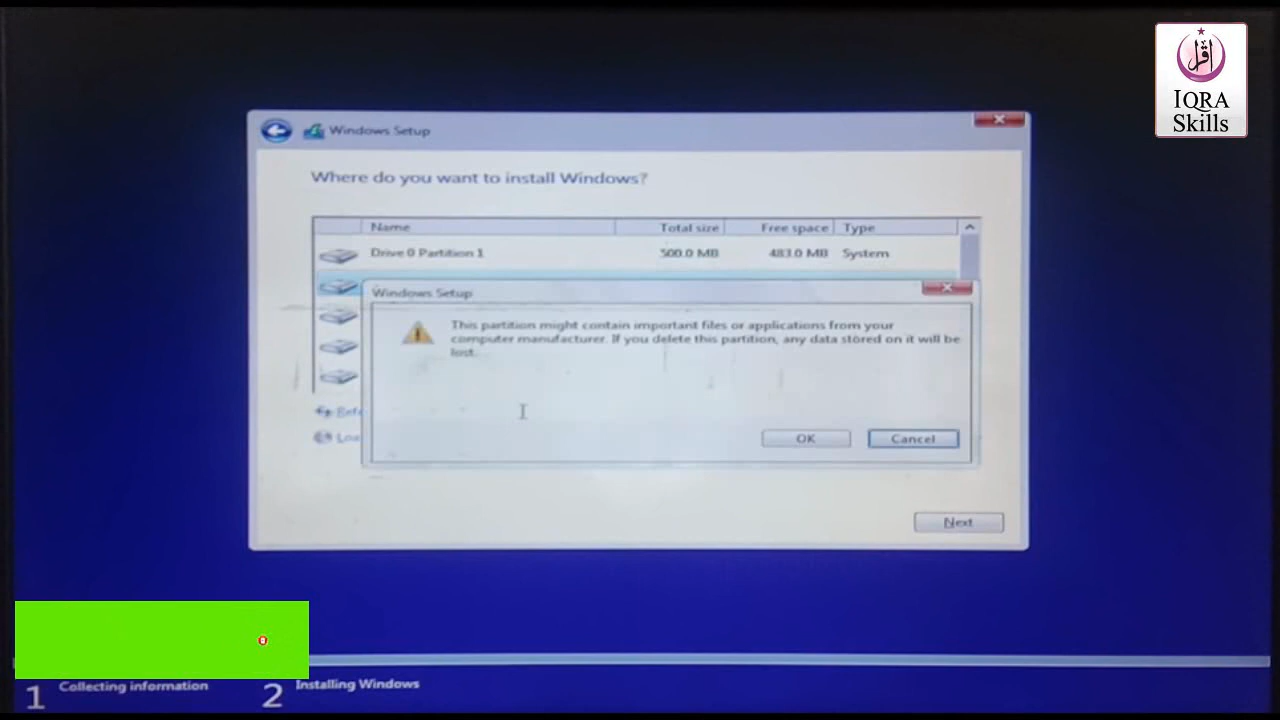 اقرأ
IQRA
Skills
Windows Setup
Where do you want to install Windows?
Name Total size Free space Type
Drive 0 Partition 1 500.0 MB 483.0 MB System
Windows Setup
This partition might contain important files or applications from your
computer manufacturer. If you delete this partition, any data stored on it will be
lost.
Refr
Loa
OK Cancel
Next
1 Collecting information 2 Installing Windows